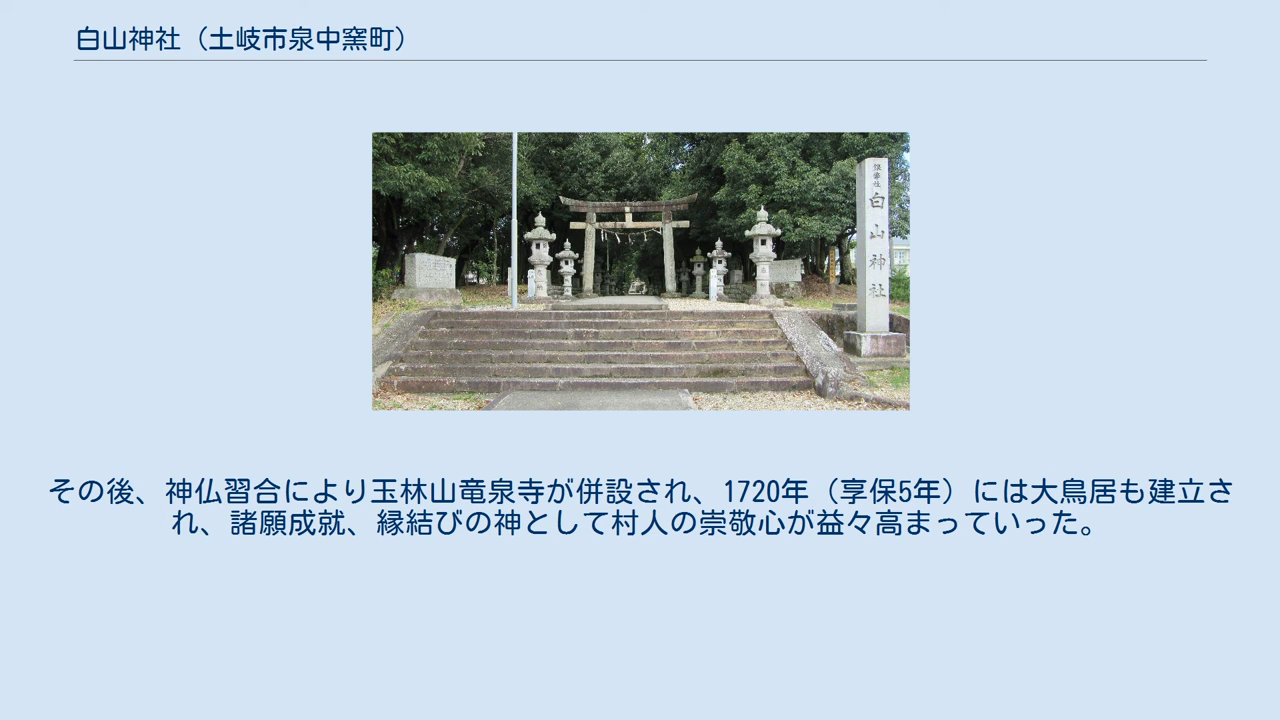 白山神社（土岐市泉中窯町）
白山神社
その後、神仏習合により玉林山竜泉寺が併設され、1720年（享保5年）には大鳥居も建立さ
れ、諸願成就、縁結びの神として村人の崇敬心が益々高まっていった。